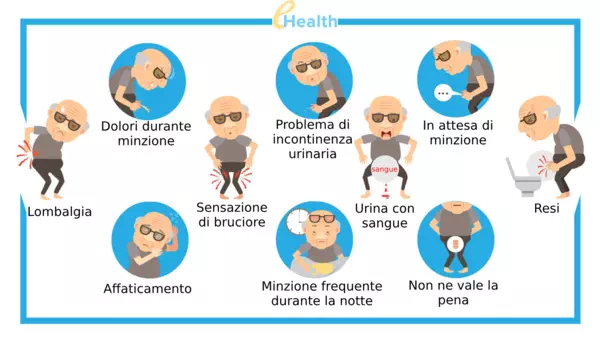 eHealth
Dolori durante
minzione
Problema di
incontinenza
urinaria
In attesa di
minzione
Lombalgia
Sensazione
di bruciore
sangue
Urina con
sangue
Resi
Affaticamento
Minzione frequente
durante la notte
Non ne vale la
pena